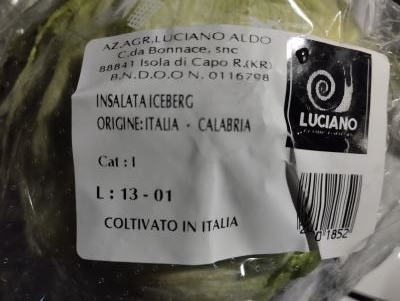 AZ.AGR.LUCIANO ALDO
C.da Bonnace, snc
88841 Isola di Capo R.(KR)
B.N.D.O.O N. 0116798
INSALATA ICEBERG
ORIGINE: ITALIA - CALABRIA
Cat : I
L : 13 - 01
COLTIVATO IN ITALIA
LUCIANO
1852